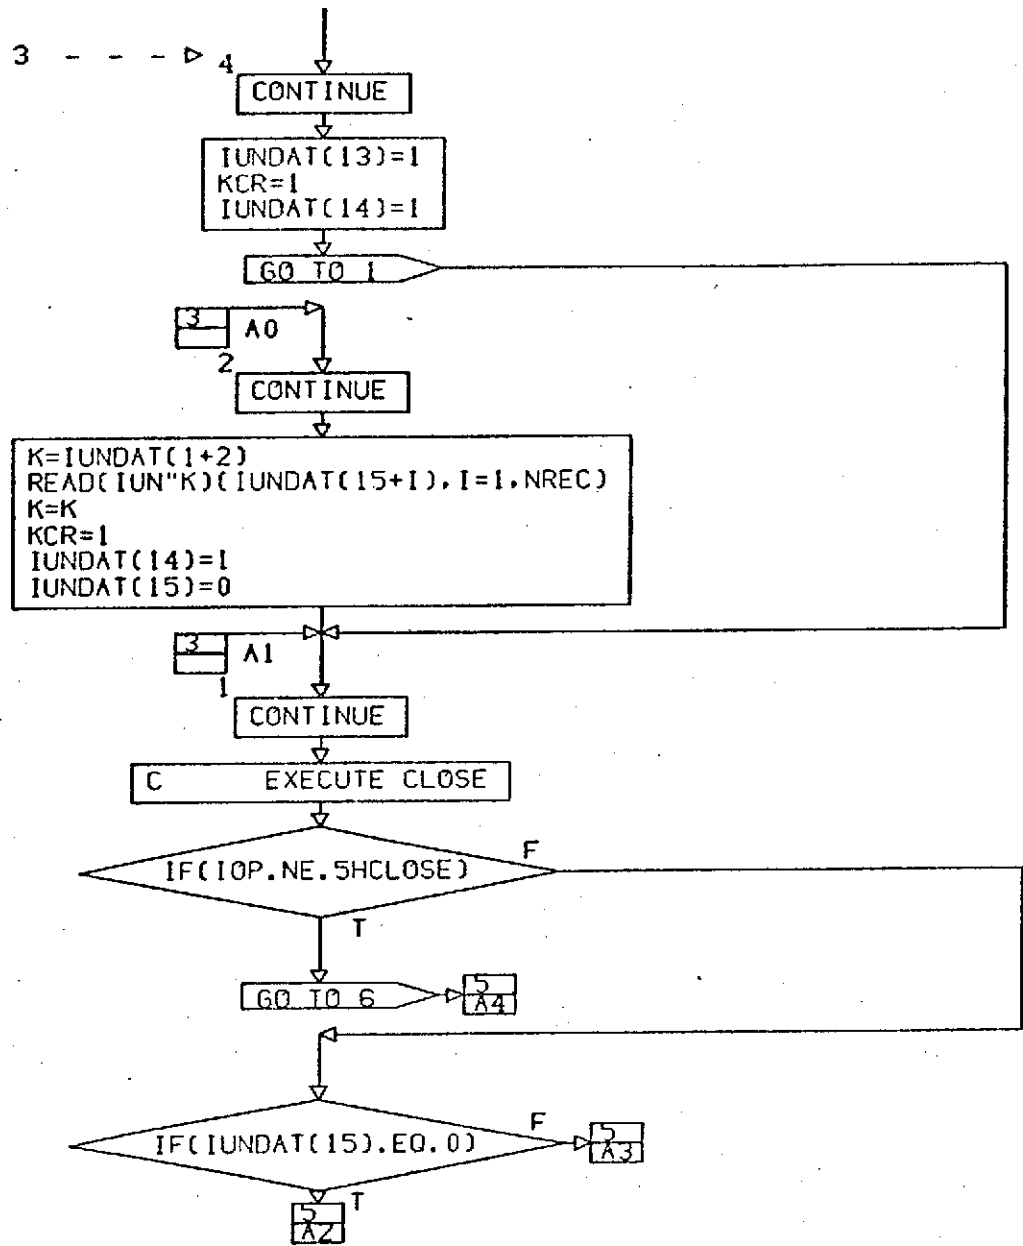 3 - - - 4
CONTINUE
IUNDAT(13)=1
KCR=1
IUNDAT(14)=1
GO TO 1
3 A0
2
CONTINUE
K=IUNDAT(1+2)
READ(IUN"K)(IUNDAT(15+I),I=1,NREC)
K=K
KCR=1
IUNDAT(14)=1
IUNDAT(15)=0
3 A1
1
CONTINUE
C EXECUTE CLOSE
IF(IOP.NE.5HCLOSE) F
T
GO TO 6 5
A4
IF(IUNDAT(15).EQ.0) F 5
A3
T
5
A2